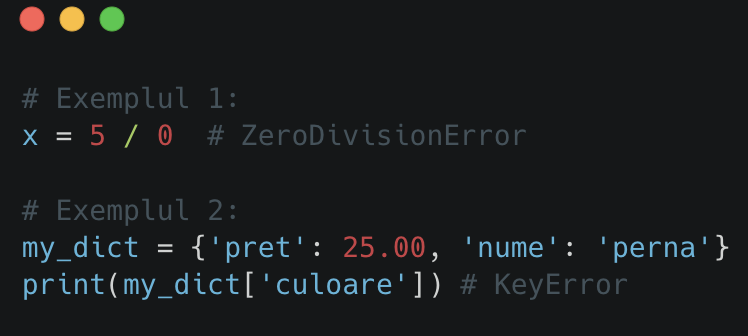 # Exemplul 1:
x = 5 / 0  # ZeroDivisionError
# Exemplul 2:
my_dict = {'pret': 25.00, 'nume': 'perna'}
print(my_dict['culoare']) # KeyError